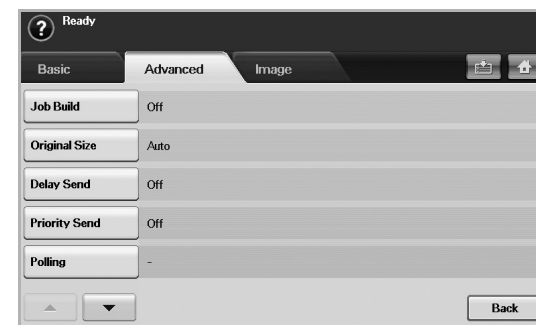 ? Ready
Basic Advanced Image
Job Build Off
Original Size Auto
Delay Send Off
Priority Send Off
Polling -
Back